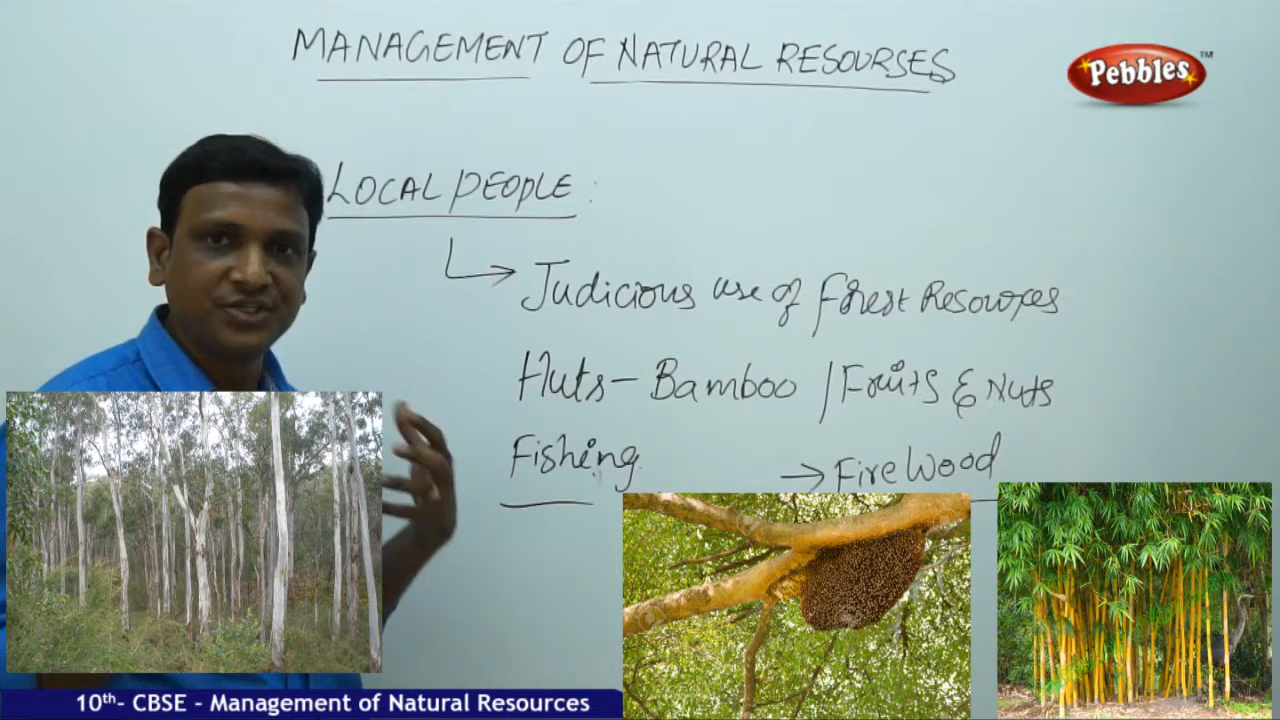 MANAGEMENT OF NATURAL RESOURSES
Pebbles™
LOCAL PEOPLE :
Judicious use of Forest Resources
Huts - Bamboo / Fruits & Nuts
Fishing
→ Fire Wood
10th- CBSE - Management of Natural Resources